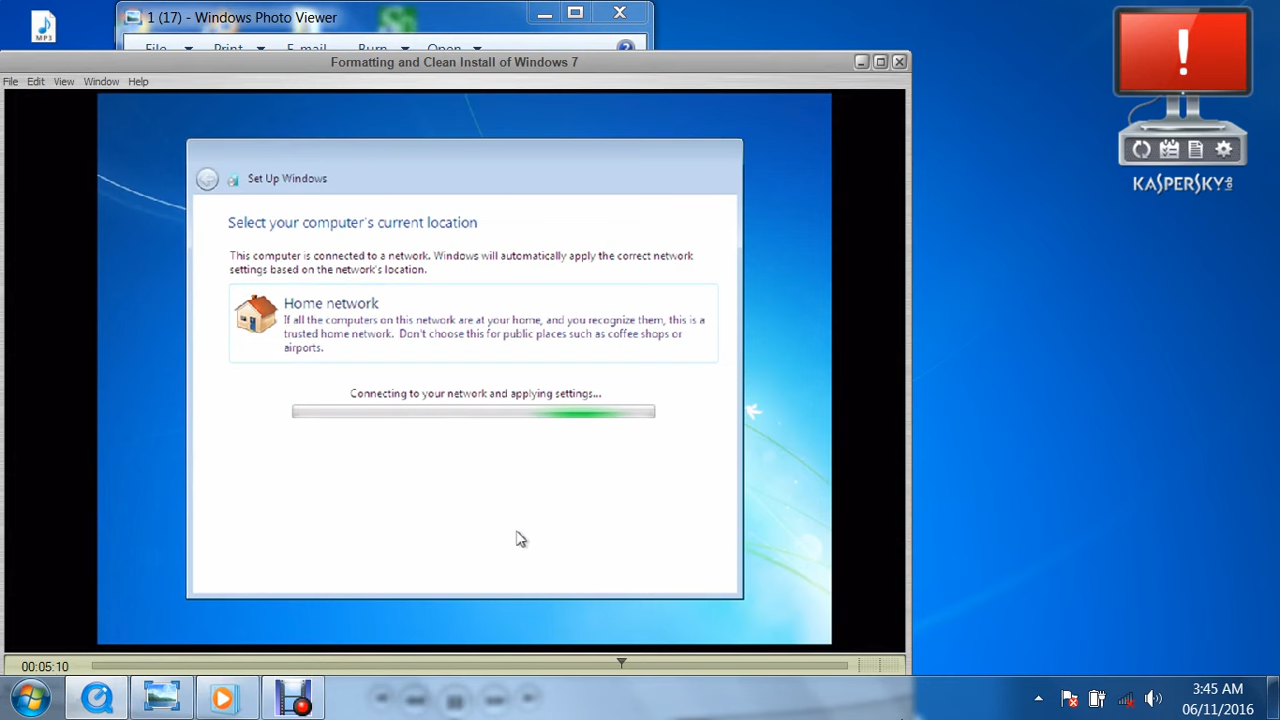 MP3
1 (17) - Windows Photo Viewer
File Print E-mail Burn Open
Formatting and Clean Install of Windows 7
File Edit View Window Help
Set Up Windows
Select your computer's current location
This computer is connected to a network. Windows will automatically apply the correct network
settings based on the network's location.
Home network
If all the computers on this network are at your home, and you recognize them, this is a
trusted home network. Don't choose this for public places such as coffee shops or
airports.
Connecting to your network and applying settings...
00:05:10
KASPERSKY lab
3:45 AM
06/11/2016